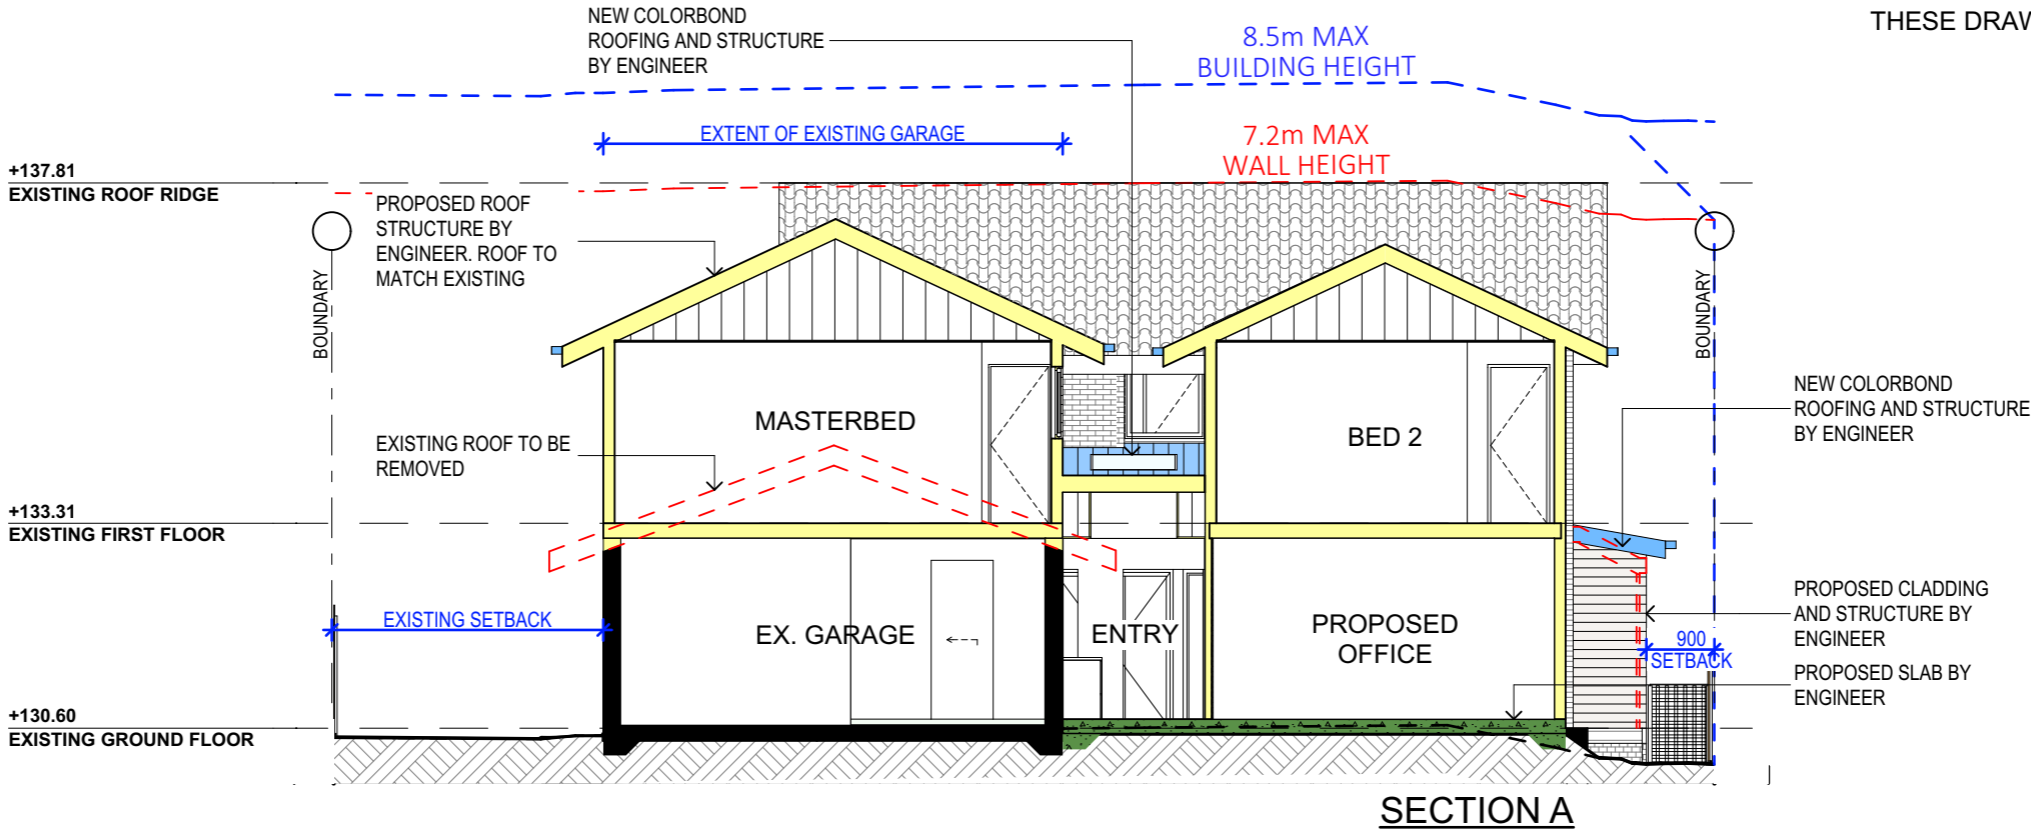 NEW COLORBOND
ROOFING AND STRUCTURE
BY ENGINEER
8.5m MAX
BUILDING HEIGHT
THESE DRAW
EXTENT OF EXISTING GARAGE
7.2m MAX
WALL HEIGHT
+137.81
EXISTING ROOF RIDGE
PROPOSED ROOF
STRUCTURE BY
ENGINEER. ROOF TO
MATCH EXISTING
BOUNDARY
BOUNDARY
NEW COLORBOND
ROOFING AND STRUCTURE
BY ENGINEER
MASTERBED
BED 2
EXISTING ROOF TO BE
REMOVED
+133.31
EXISTING FIRST FLOOR
EXISTING SETBACK
EX. GARAGE
ENTRY
PROPOSED
OFFICE
PROPOSED CLADDING
AND STRUCTURE BY
ENGINEER
900
SETBACK
PROPOSED SLAB BY
ENGINEER
+130.60
EXISTING GROUND FLOOR
SECTION A